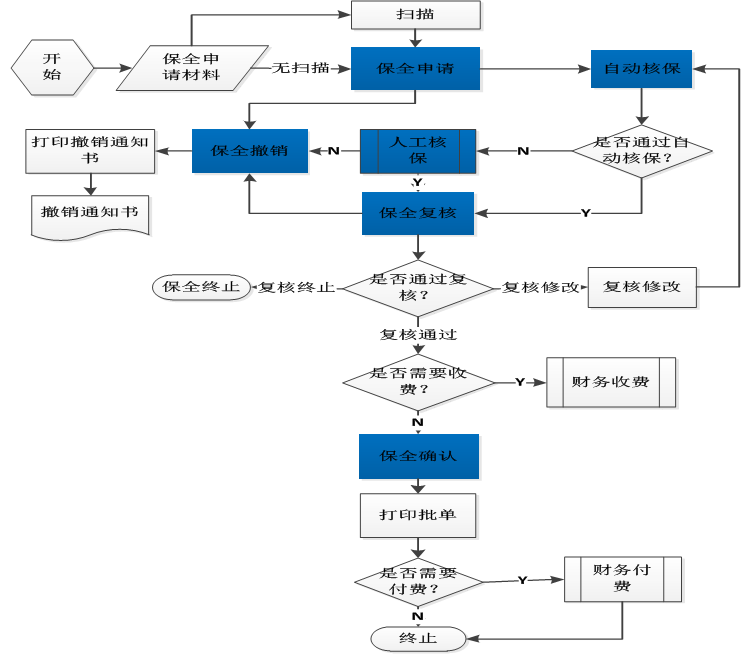 扫描
开
始
保全申
请材料
无扫描
保全申请
自动核保
打印撤销通知
书
保全撤销
N
人工核
保
N
是否通过自
动核保？
Y
撤销通知书
保全复核
Y
保全终止
复核终止
是否通过复
核？
复核修改
复核修改
复核通过
是否需要收
费？
Y
财务收费
N
保全确认
打印批单
是否需要
付费？
Y
财务付
费
N
终止